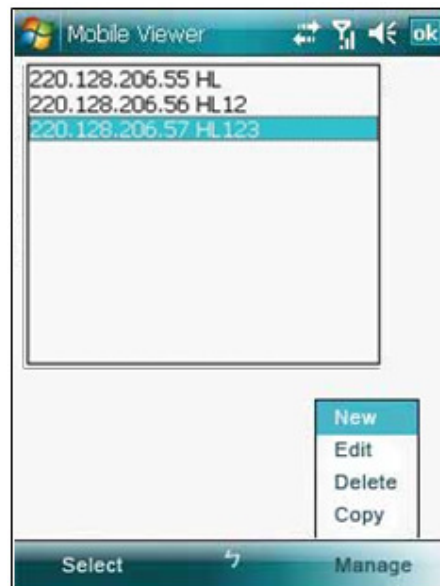 Mobile Viewer
ok
220.128.206.55 HL
220.128.206.56 HL12
220.128.206.57 HL123
New
Edit
Delete
Copy
Select
ㄅ
Manage